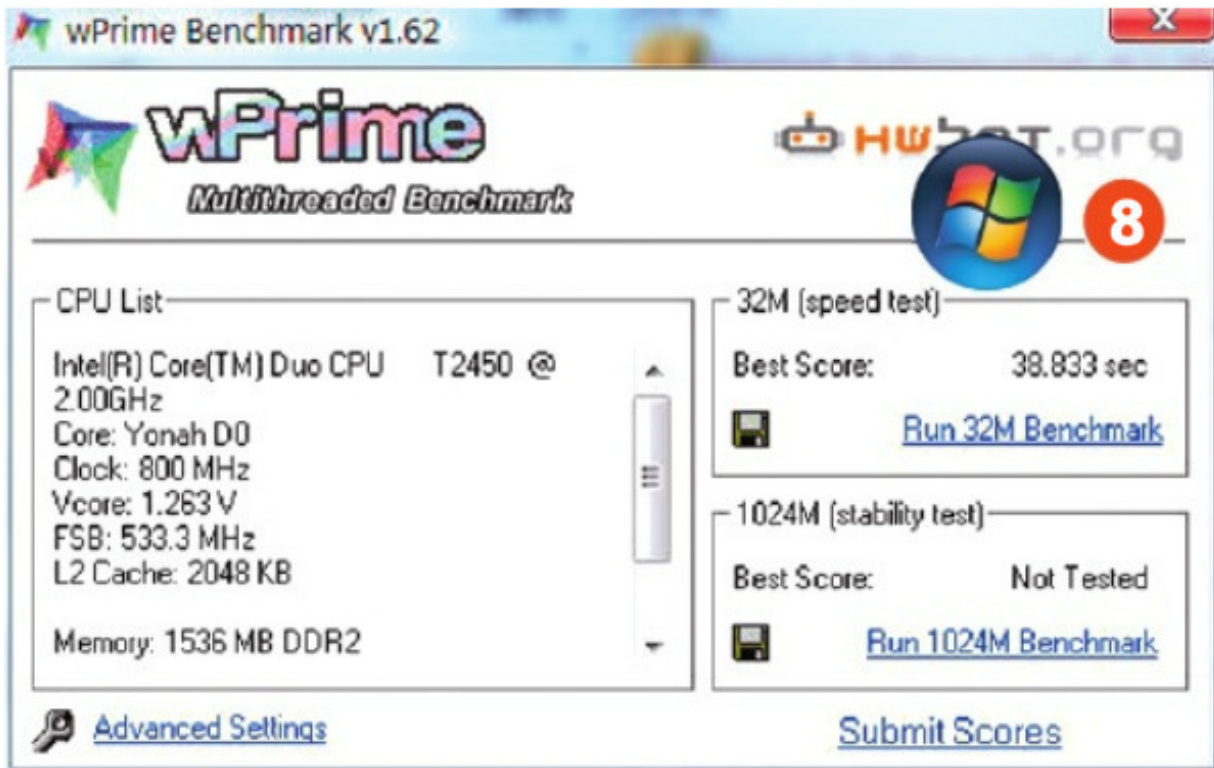 wPrime Benchmark v1.62
X
wPrime
Multithreaded Benchmark
HWBOT.org
8
CPU List
Intel(R) Core(TM) Duo CPU T2450 @
2.00GHz
Core: Yonah D0
Clock: 800 MHz
Vcore: 1.263 V
FSB: 533.3 MHz
L2 Cache: 2048 KB
Memory: 1536 MB DDR2
32M (speed test)
Best Score: 38.833 sec
Run 32M Benchmark
1024M (stability test)
Best Score: Not Tested
Run 1024M Benchmark
Advanced Settings
Submit Scores